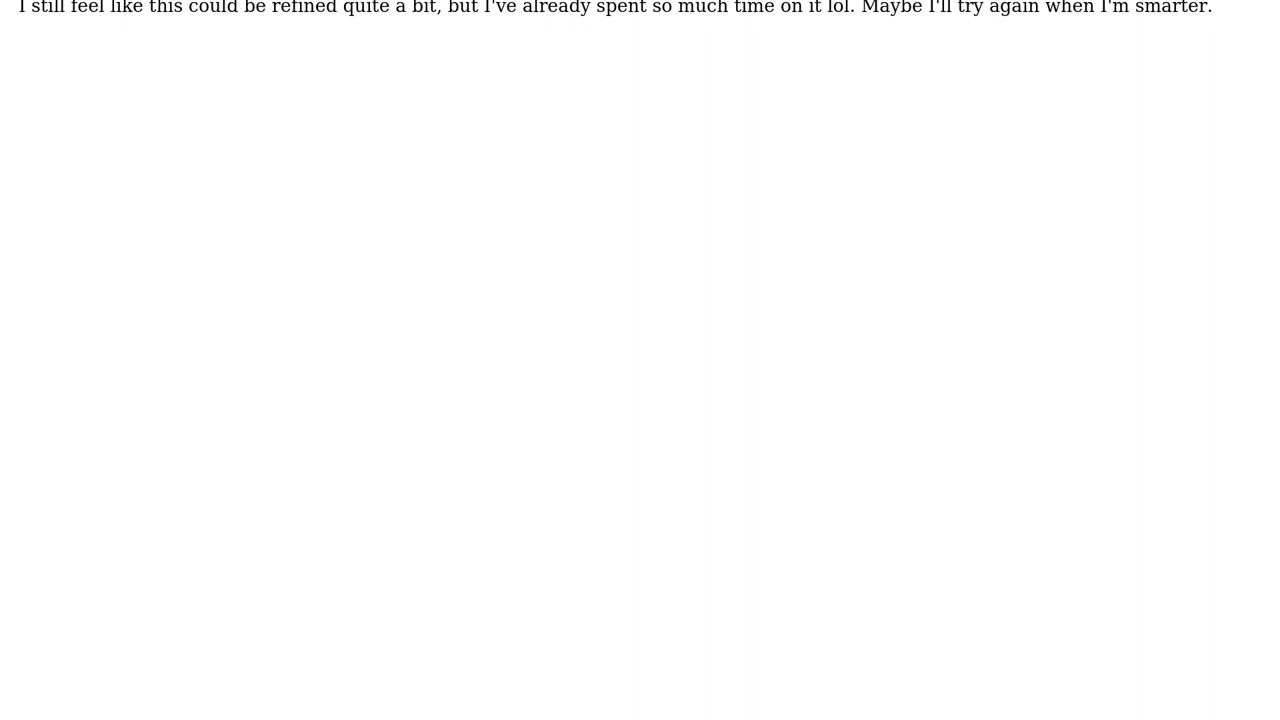 I still feel like this could be refined quite a bit, but I've already spent so much time on it lol. Maybe I'll try again when I'm smarter.